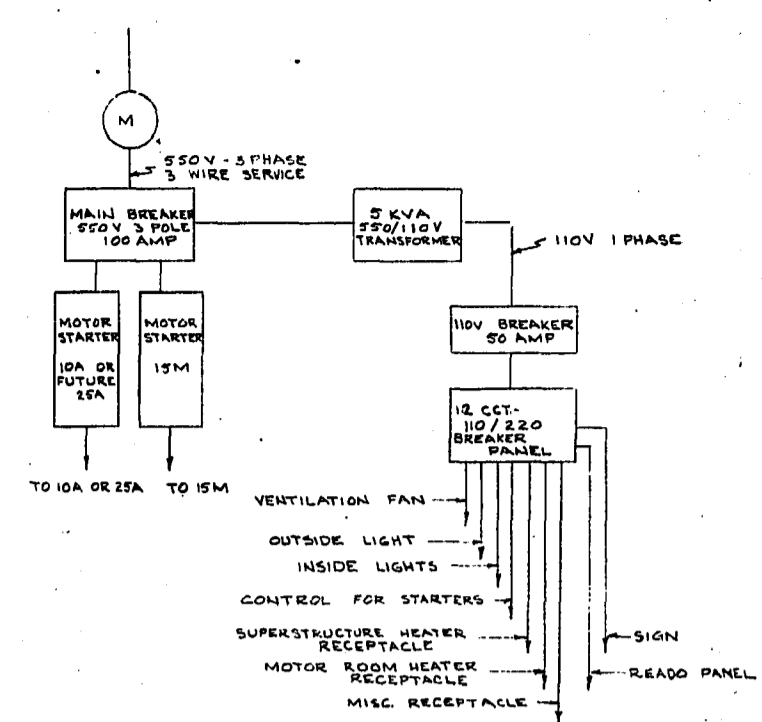 M
550V - 3 PHASE
3 WIRE SERVICE
MAIN BREAKER
550V 3 POLE
100 AMP
5 KVA
550/110V
TRANSFORMER
110V 1 PHASE
MOTOR
STARTER
10A OR
FUTURE
25A
MOTOR
STARTER
15M
110V BREAKER
50 AMP
12 CCT.-
110/220
BREAKER
PANEL
TO 10A OR 25A
TO 15M
VENTILATION FAN
OUTSIDE LIGHT
INSIDE LIGHTS
CONTROL FOR STARTERS
SUPERSTRUCTURE HEATER
RECEPTACLE
SIGN
MOTOR ROOM HEATER
RECEPTACLE
READO PANEL
MISC. RECEPTACLE